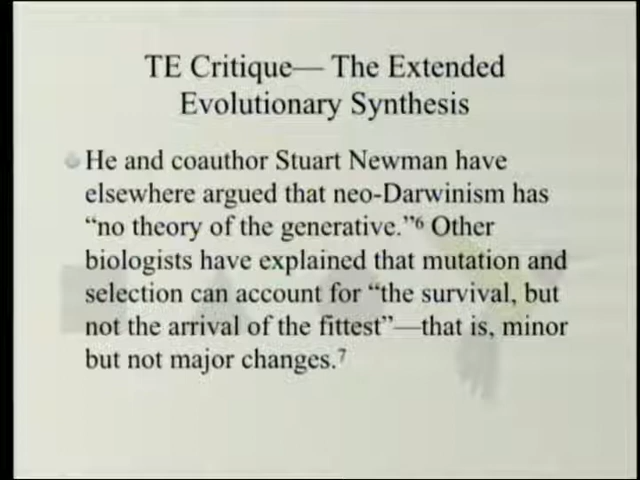 TE Critique— The Extended
Evolutionary Synthesis
He and coauthor Stuart Newman have
elsewhere argued that neo-Darwinism has
“no theory of the generative.”⁶ Other
biologists have explained that mutation and
selection can account for “the survival, but
not the arrival of the fittest”—that is, minor
but not major changes.⁷